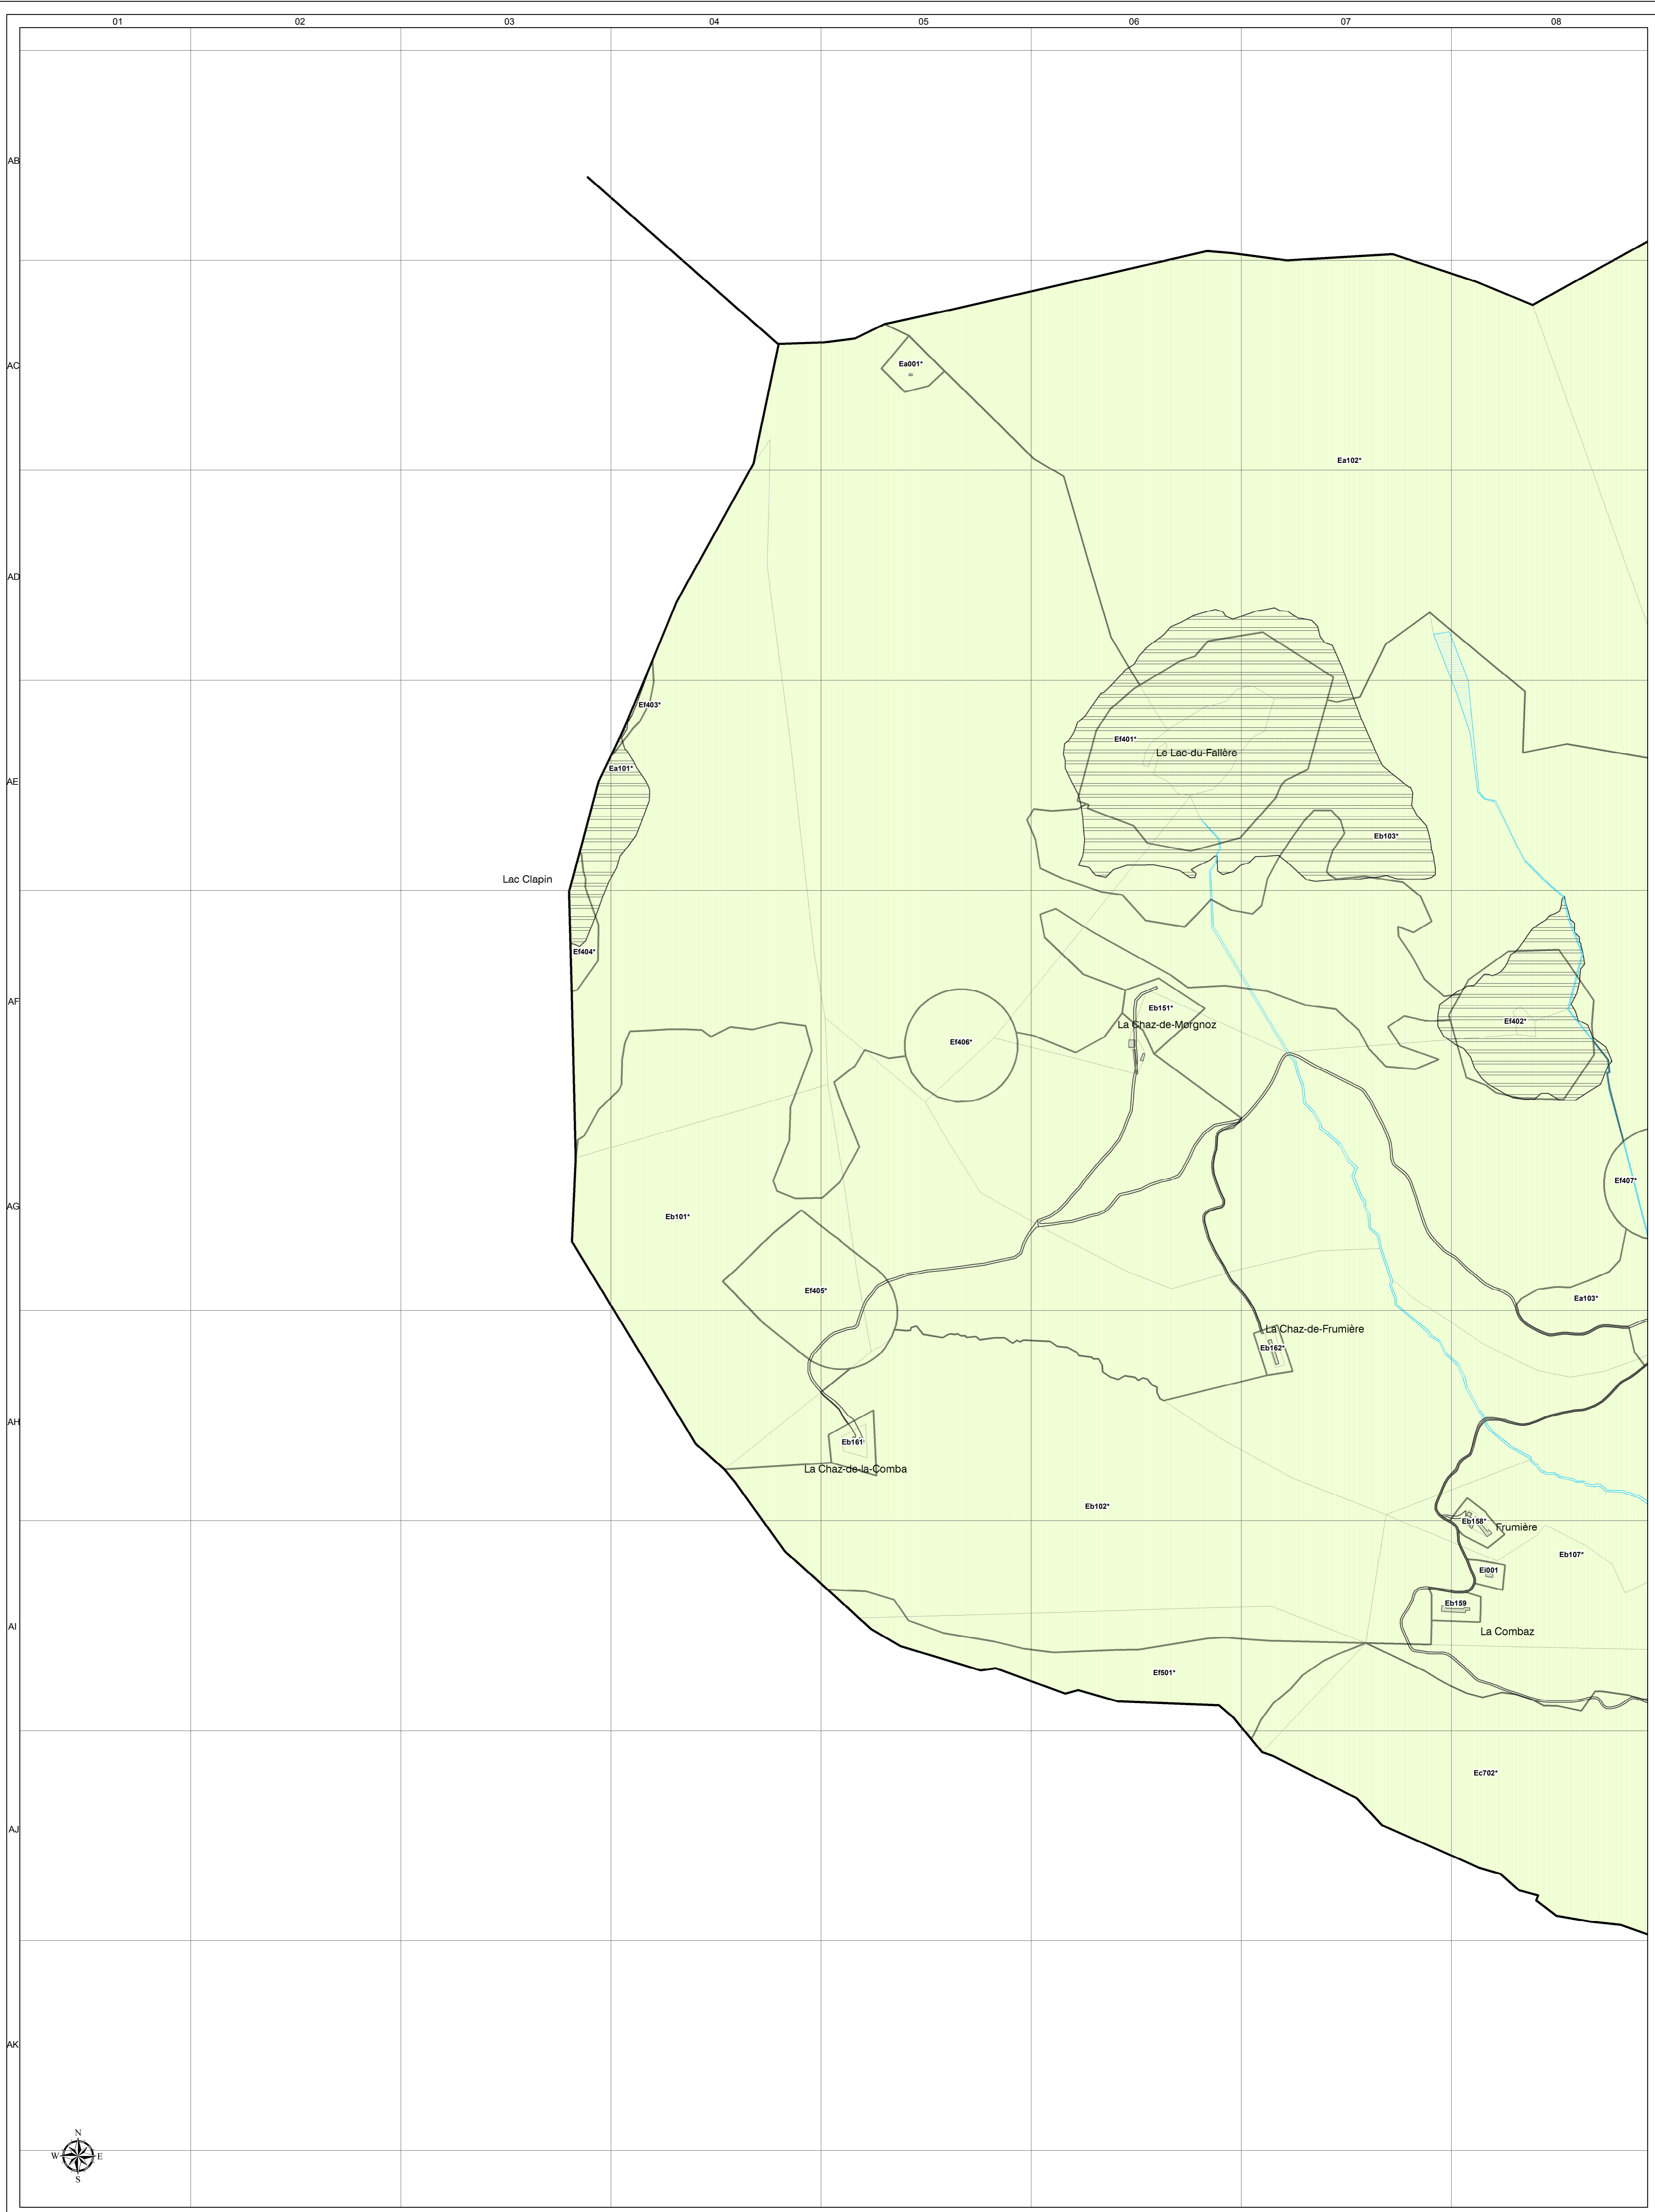 01 02 03 04 05 06 07 08
AB
AC
Ea001*
Ea102*
AD
Ef403*
Ef401*
Le Lac-du-Fallère
Ea101*
AE
Eb103*
Lac Clapin
Ef404*
AF
Eb151*
La Chaz-de-Morgnoz
Ef402*
Ef406*
Ef407*
AG
Eb101*
Ef405*
Ea103*
La Chaz-de-Frumière
Eb162*
AH
Eb161
La Chaz-de-la-Comba
Eb102*
Eb158*
Frumière
Eb107*
Ei001
Eb159
AI
La Combaz
Ef501*
Ec702*
AJ
AK
N
W E
S